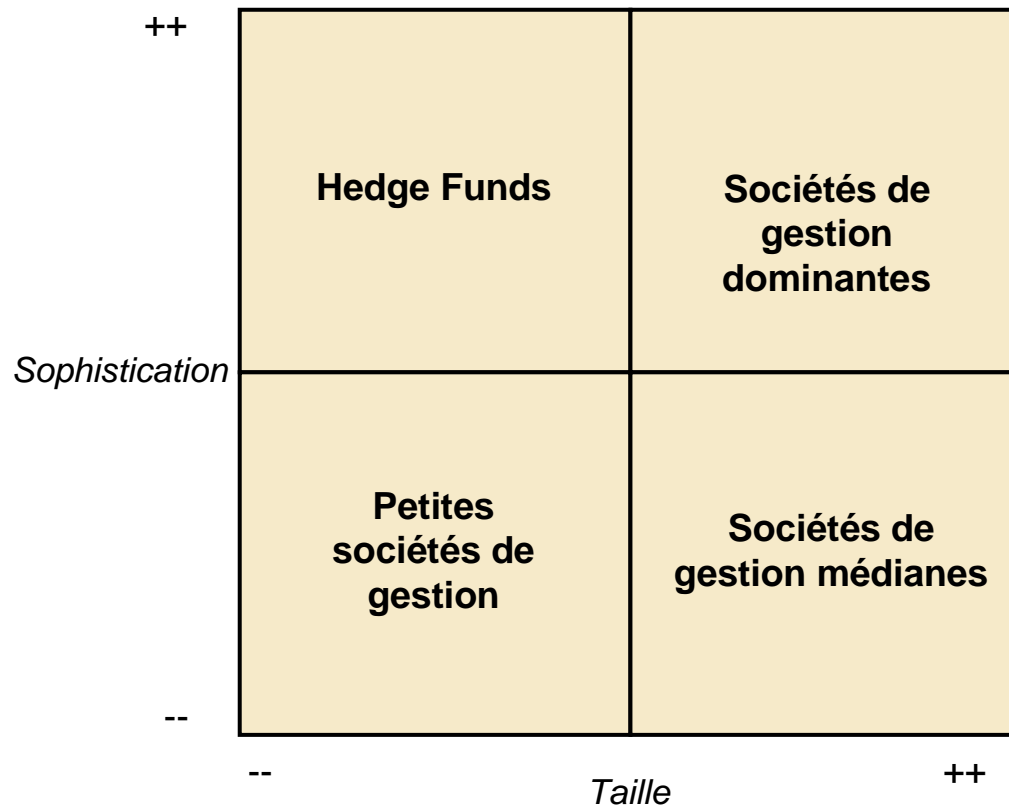 ++
Hedge Funds
Sociétés de
gestion
dominantes
Sophistication
Petites
sociétés de
gestion
Sociétés de
gestion médianes
--
--
++
Taille